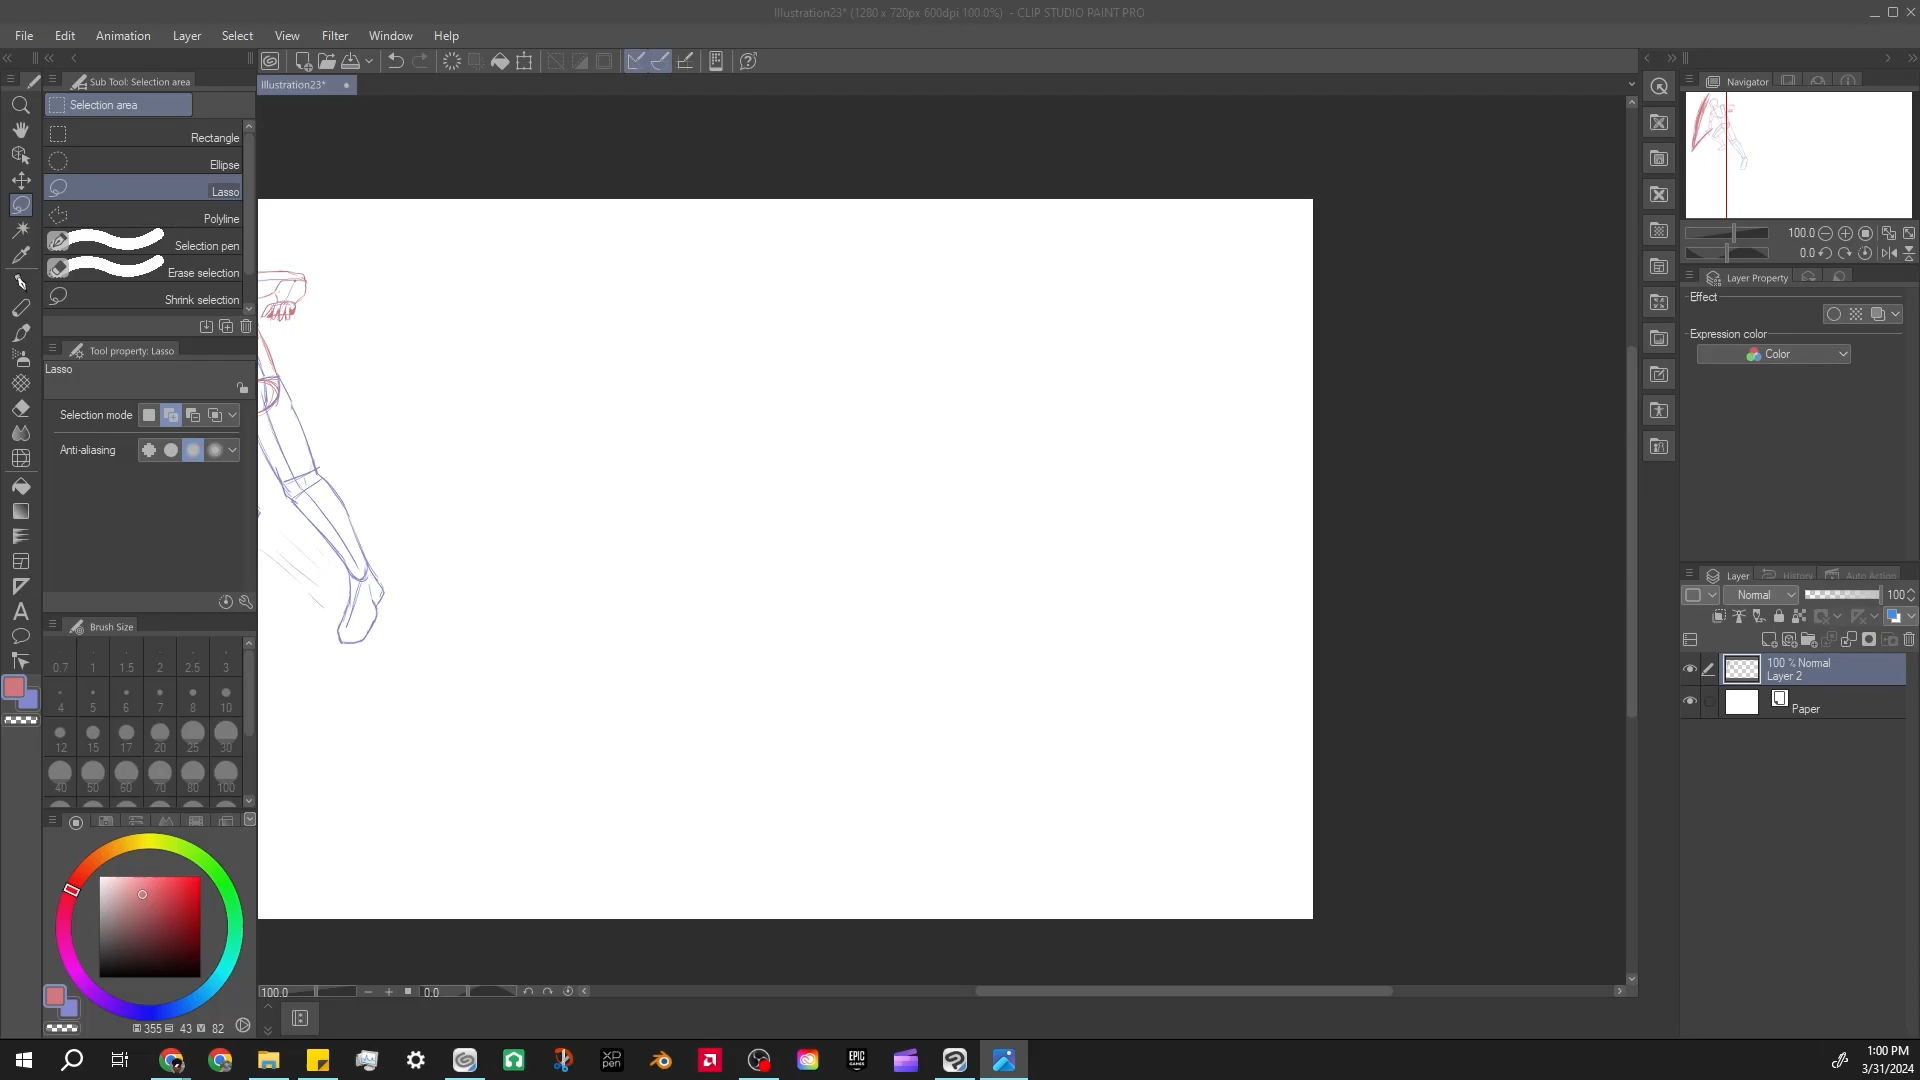 Illustration23* (1280 x 720px 600dpi 100.0%)  - CLIP STUDIO PAINT PRO
File Edit Animation Layer Select View Filter Window Help
Sub Tool: Selection area
Illustration23*
Navigator
Selection area
Rectangle
Ellipse
Lasso
Polyline
Selection pen
Erase selection
Shrink selection
100.0
0.0
Layer Property
Effect
Expression color
Color
Tool property: Lasso
Lasso
Selection mode
Anti-aliasing
Layer History Auto Action
Normal 100
100 % Normal
Layer 2
Paper
Brush Size
0.7 1 1.5 2 2.5 3
4 5 6 7 8 10
12 15 17 20 25 30
40 50 60 70 80 100
100.0 0.0
H 355 S 43 V 82
XP
PEN
EPIC
GAMES
1:00 PM
3/31/2024